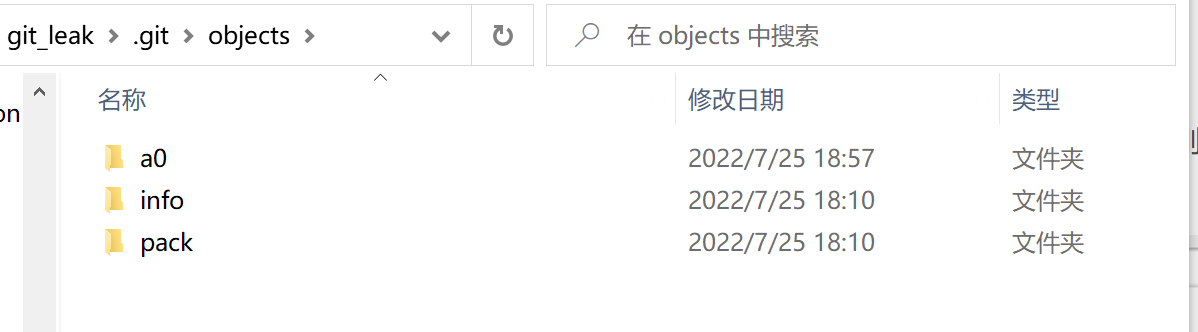 git_leak > .git > objects >
在 objects 中搜索
on
名称 修改日期 类型
a0 2022/7/25 18:57 文件夹
info 2022/7/25 18:10 文件夹
pack 2022/7/25 18:10 文件夹